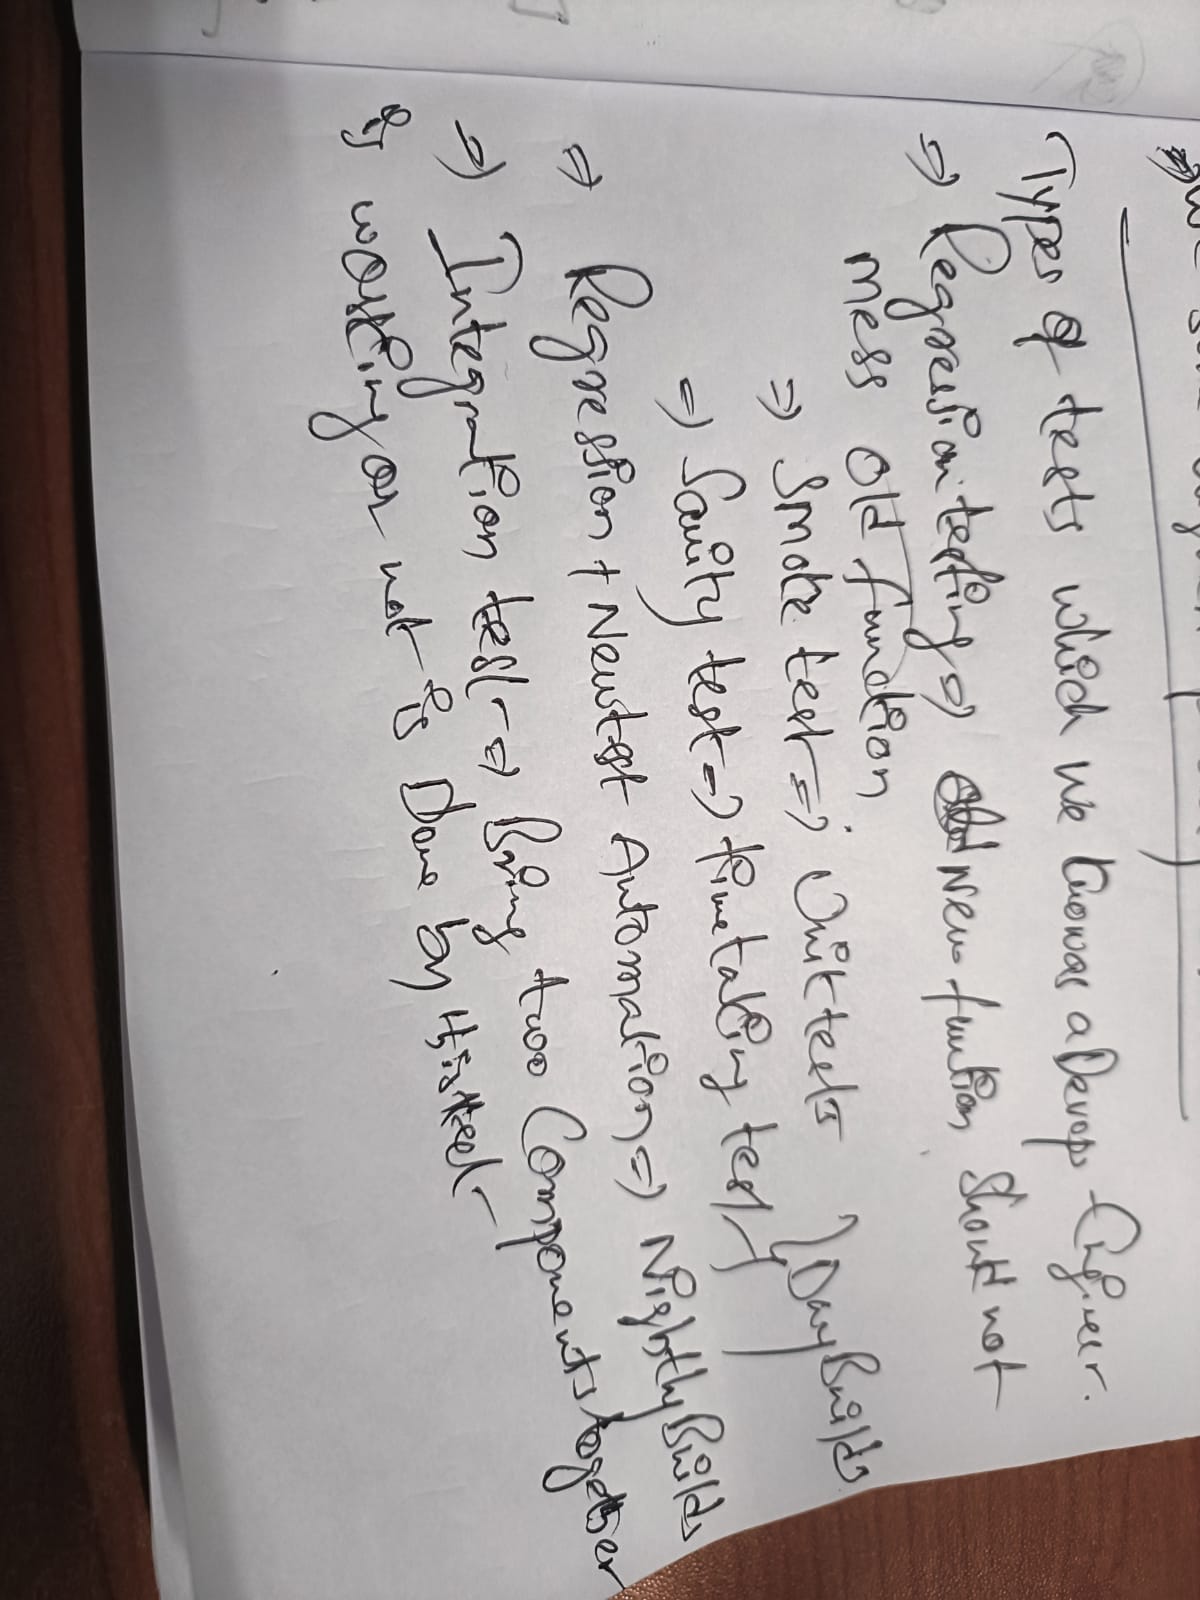 Types of tests which we know as a Devops Engineer.
⇒ Regression testing ⇒ New funtion should not
mess old function
⇒ Smoke test ⇒ Unit tests } Day Builds
⇒ Sanity test ⇒ time taking test }
⇒ Regression + New test Automation ⇒ Nightly Builds
⇒ Integration test ⇒ Bring two Components together
is working or not is Done by this test